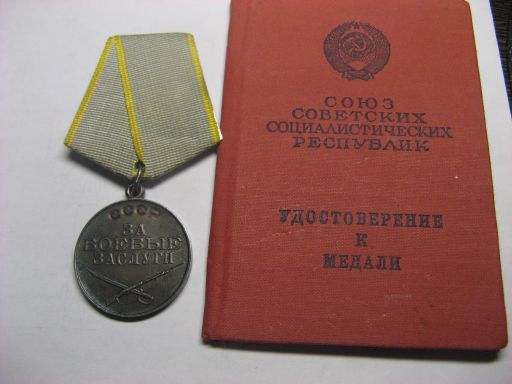 СССР
ЗА
БОЕВЫЕ
ЗАСЛУГИ
СОЮЗ
СОВЕТСКИХ
СОЦИАЛИСТИЧЕСКИХ
РЕСПУБЛИК
УДОСТОВЕРЕНИЕ
К
МЕДАЛИ